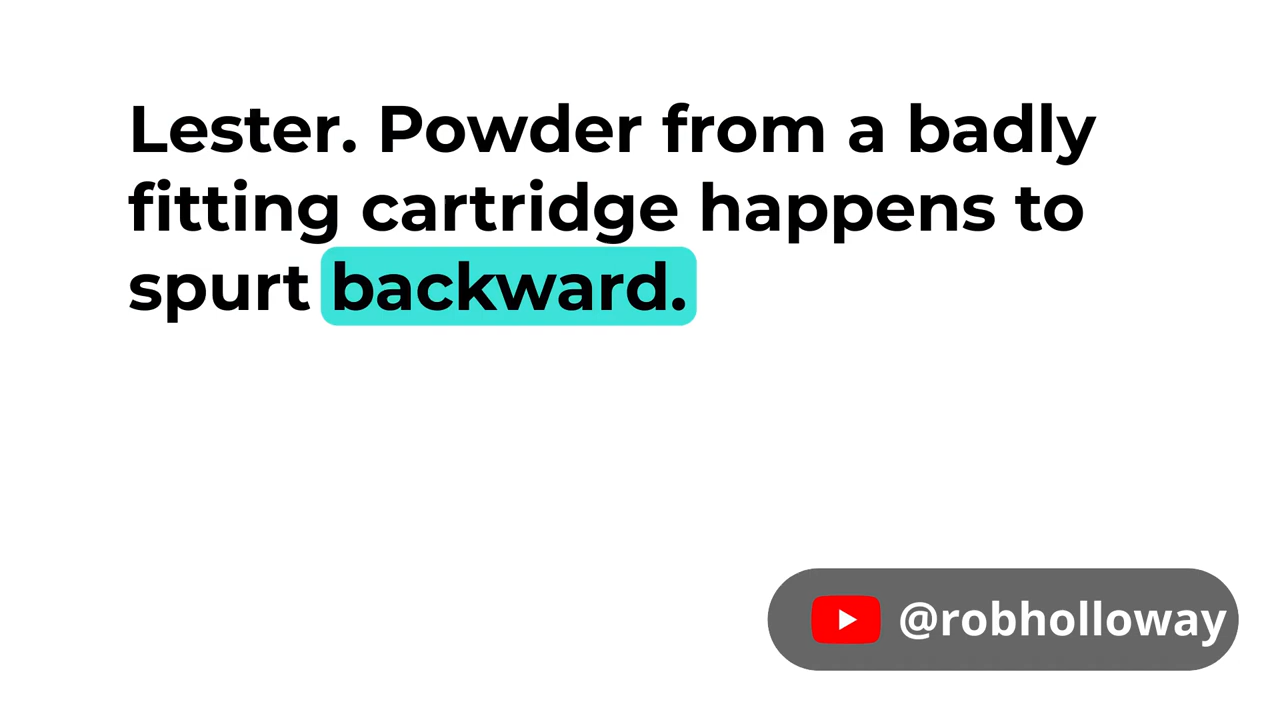 Lester. Powder from a badly
fitting cartridge happens to
spurt backward.
@robholloway